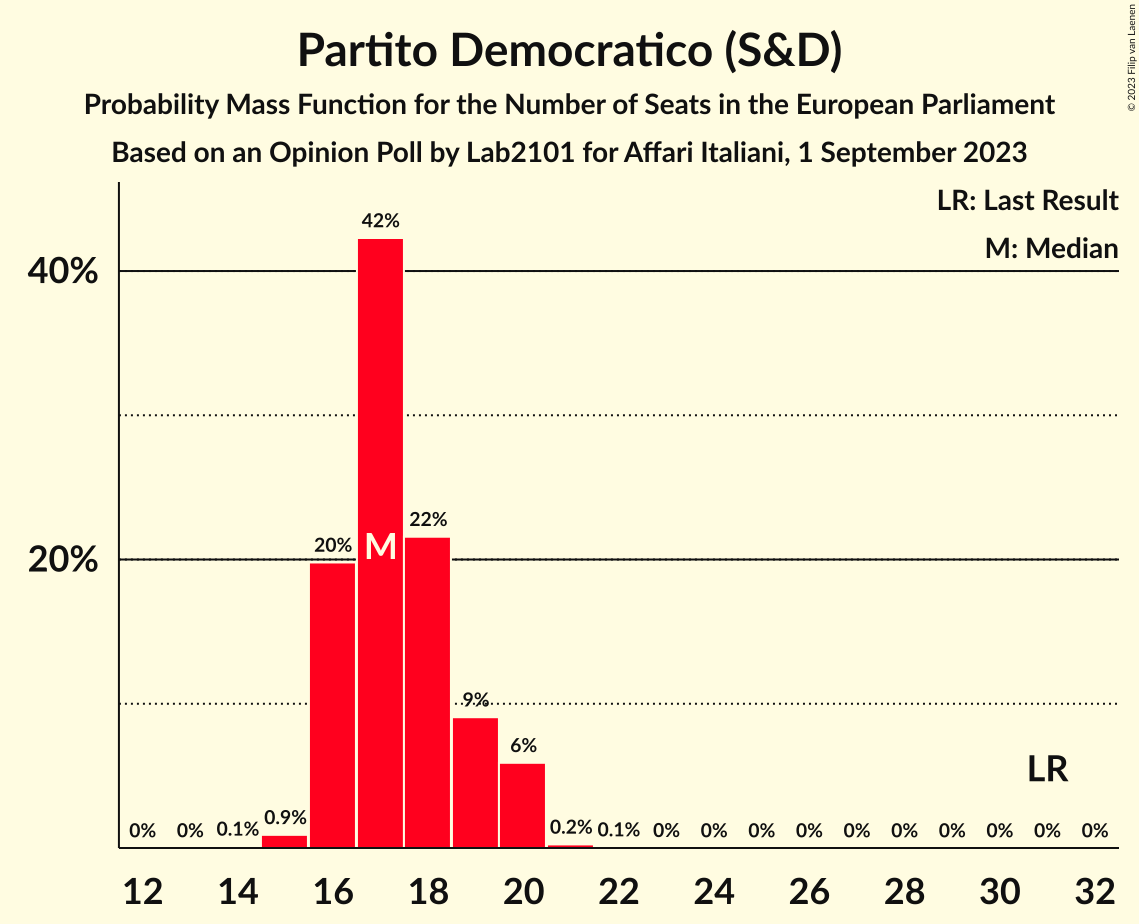 Partito Democratico (S&D)
Probability Mass Function for the Number of Seats in the European Parliament
Based on an Opinion Poll by Lab2101 for Affari Italiani, 1 September 2023
© 2023 Filip van Laenen
LR: Last Result
M: Median
42%
40%
22%
20%
M
20%
9%
6%
LR
0% 0% 0.1% 0.9% 0.2% 0.1% 0% 0% 0% 0% 0% 0% 0% 0% 0% 0%
12 14 16 18 20 22 24 26 28 30 32